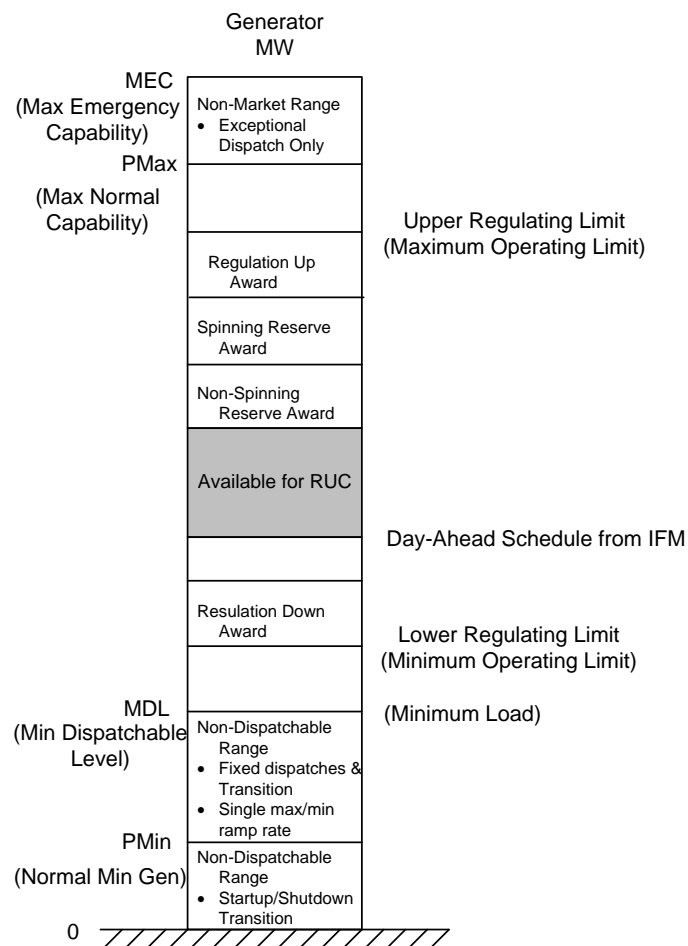 Generator
MW
MEC
(Max Emergency
Capability)
Non-Market Range
• Exceptional
Dispatch Only
PMax
(Max Normal
Capability)
Upper Regulating Limit
(Maximum Operating Limit)
Regulation Up
Award
Spinning Reserve
Award
Non-Spinning
Reserve Award
Available for RUC
Day-Ahead Schedule from IFM
Resulation Down
Award
Lower Regulating Limit
(Minimum Operating Limit)
MDL
(Min Dispatchable
Level)
(Minimum Load)
Non-Dispatchable
Range
• Fixed dispatches &
Transition
• Single max/min
ramp rate
PMin
(Normal Min Gen)
Non-Dispatchable
Range
• Startup/Shutdown
Transition
0